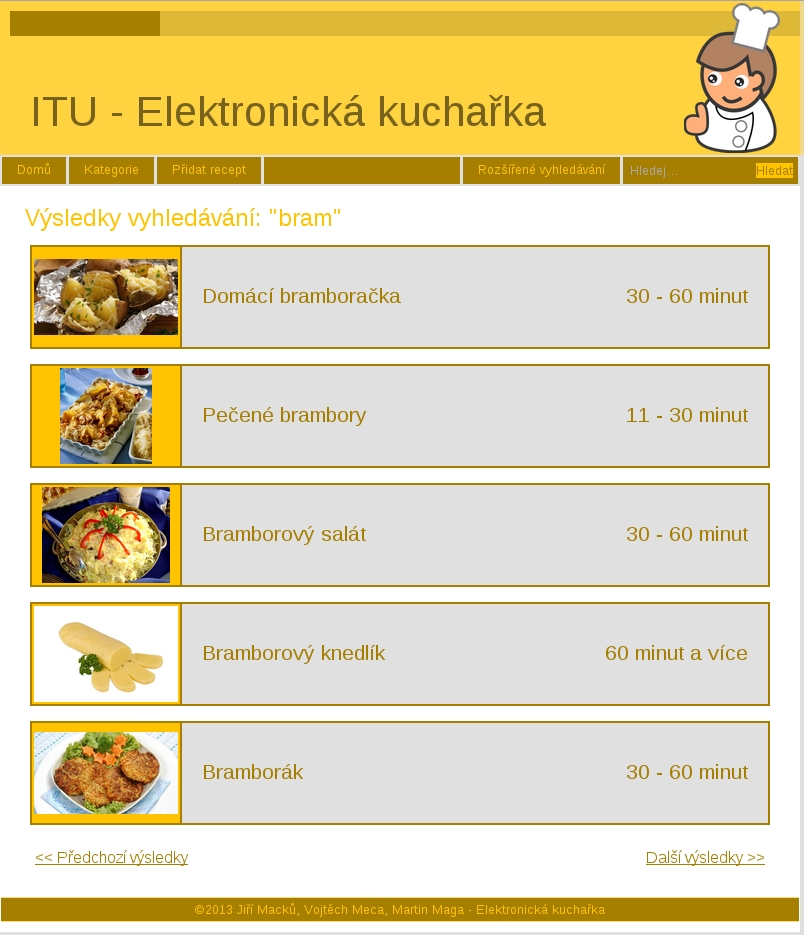 ITU - Elektronická kuchařka
Domů Kategorie Přidat recept Rozšířené vyhledávání Hledej... Hledat
Výsledky vyhledávání: "bram"
Domácí bramboračka 30 - 60 minut
Pečené brambory 11 - 30 minut
Bramborový salát 30 - 60 minut
Bramborový knedlík 60 minut a více
Bramborák 30 - 60 minut
<< Předchozí výsledky Další výsledky >>
©2013 Jiří Macků, Vojtěch Meca, Martin Maga - Elektronická kuchařka